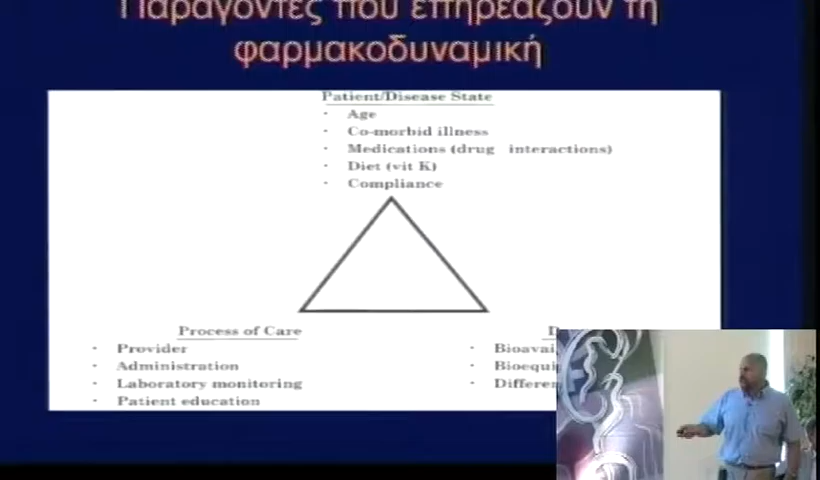 Παράγοντες που επηρεάζουν τη
φαρμακοδυναμική
Patient/Disease State
· Age
· Co-morbid illness
· Medications (drug interactions)
· Diet (vit K)
· Compliance
Process of Care
· Provider
· Administration
· Laboratory monitoring
· Patient education